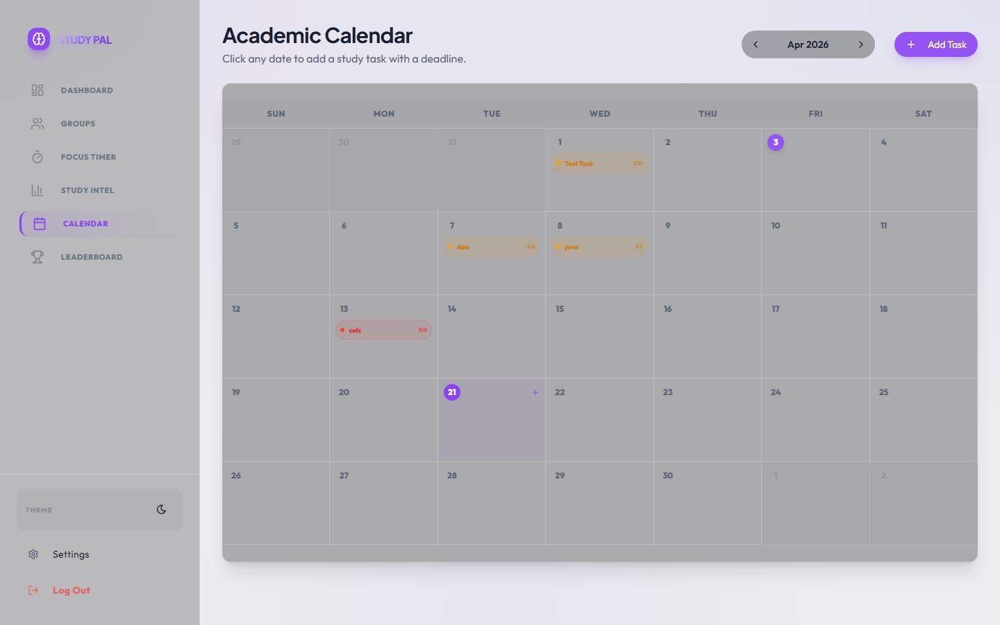 STUDY PAL
DASHBOARD
GROUPS
FOCUS TIMER
STUDY INTEL
CALENDAR
LEADERBOARD
THEME
Settings
Log Out
Academic Calendar
Click any date to add a study task with a deadline.
Apr 2026
Add Task
SUN MON TUE WED THU FRI SAT
29 30 31 1 2 3 4
Test Task 1/13
5 6 7 8 9 10 11
daa 7/4 java 1/2
12 13 14 15 16 17 18
calc 5/5
19 20 21 + 22 23 24 25
26 27 28 29 30 1 2